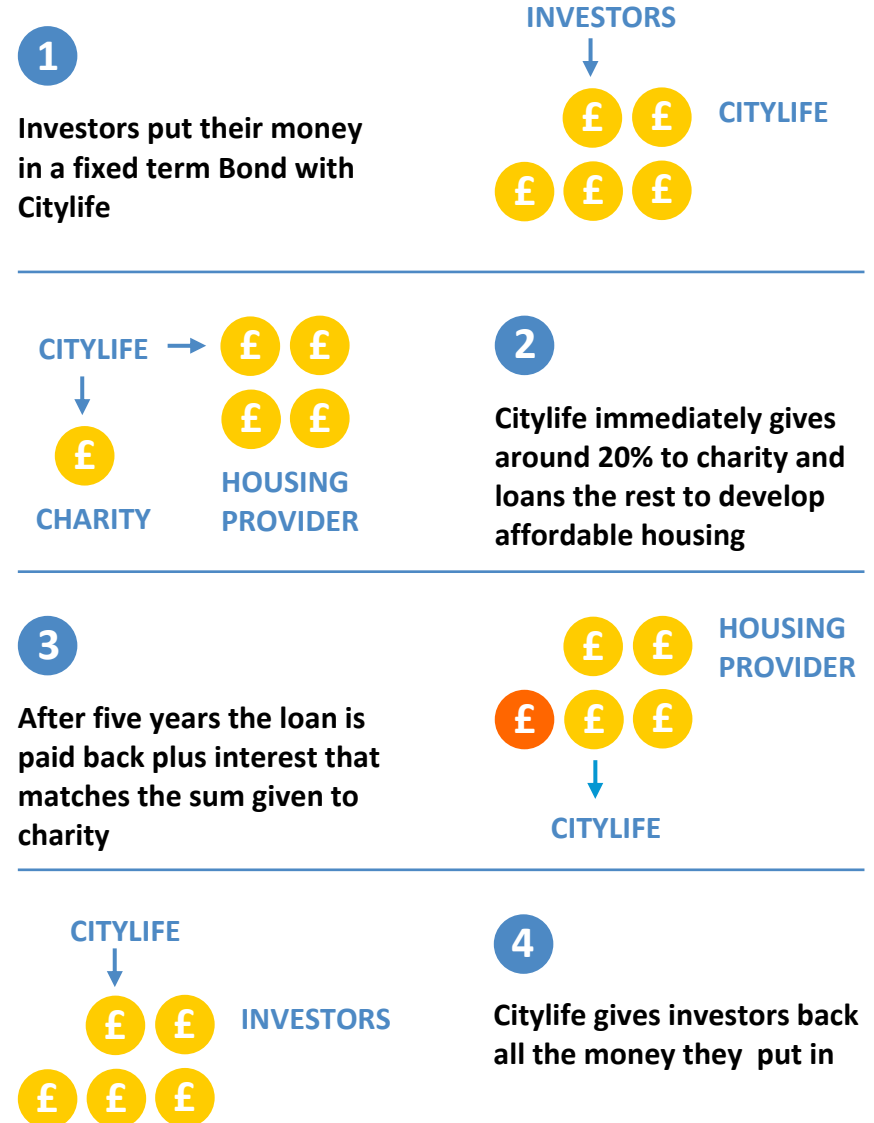 1
Investors put their money
in a fixed term Bond with
Citylife
INVESTORS
£ £
CITYLIFE
£ £ £
CITYLIFE
£ £
£ £
£
CHARITY
HOUSING
PROVIDER
2
Citylife immediately gives
around 20% to charity and
loans the rest to develop
affordable housing
3
After five years the loan is
paid back plus interest that
matches the sum given to
charity
£ £
HOUSING
PROVIDER
£ £ £
CITYLIFE
CITYLIFE
£ £
INVESTORS
£ £ £
4
Citylife gives investors back
all the money they put in